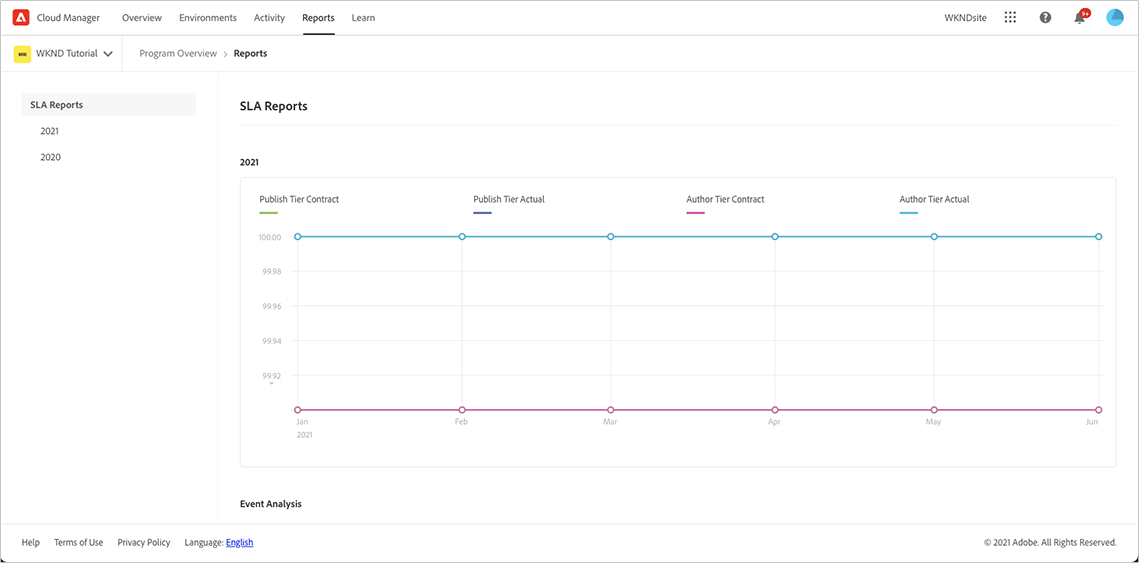 Cloud Manager Overview Environments Activity Reports Learn WKNDsite 9+
WKND Tutorial Program Overview > Reports
SLA Reports
2021
2020
SLA Reports
2021
Publish Tier Contract Publish Tier Actual Author Tier Contract Author Tier Actual
100.00
99.98
99.96
99.94
99.92
Jan Feb Mar Apr May Jun
2021
Event Analysis
Help Terms of Use Privacy Policy Language: English © 2021 Adobe. All Rights Reserved.